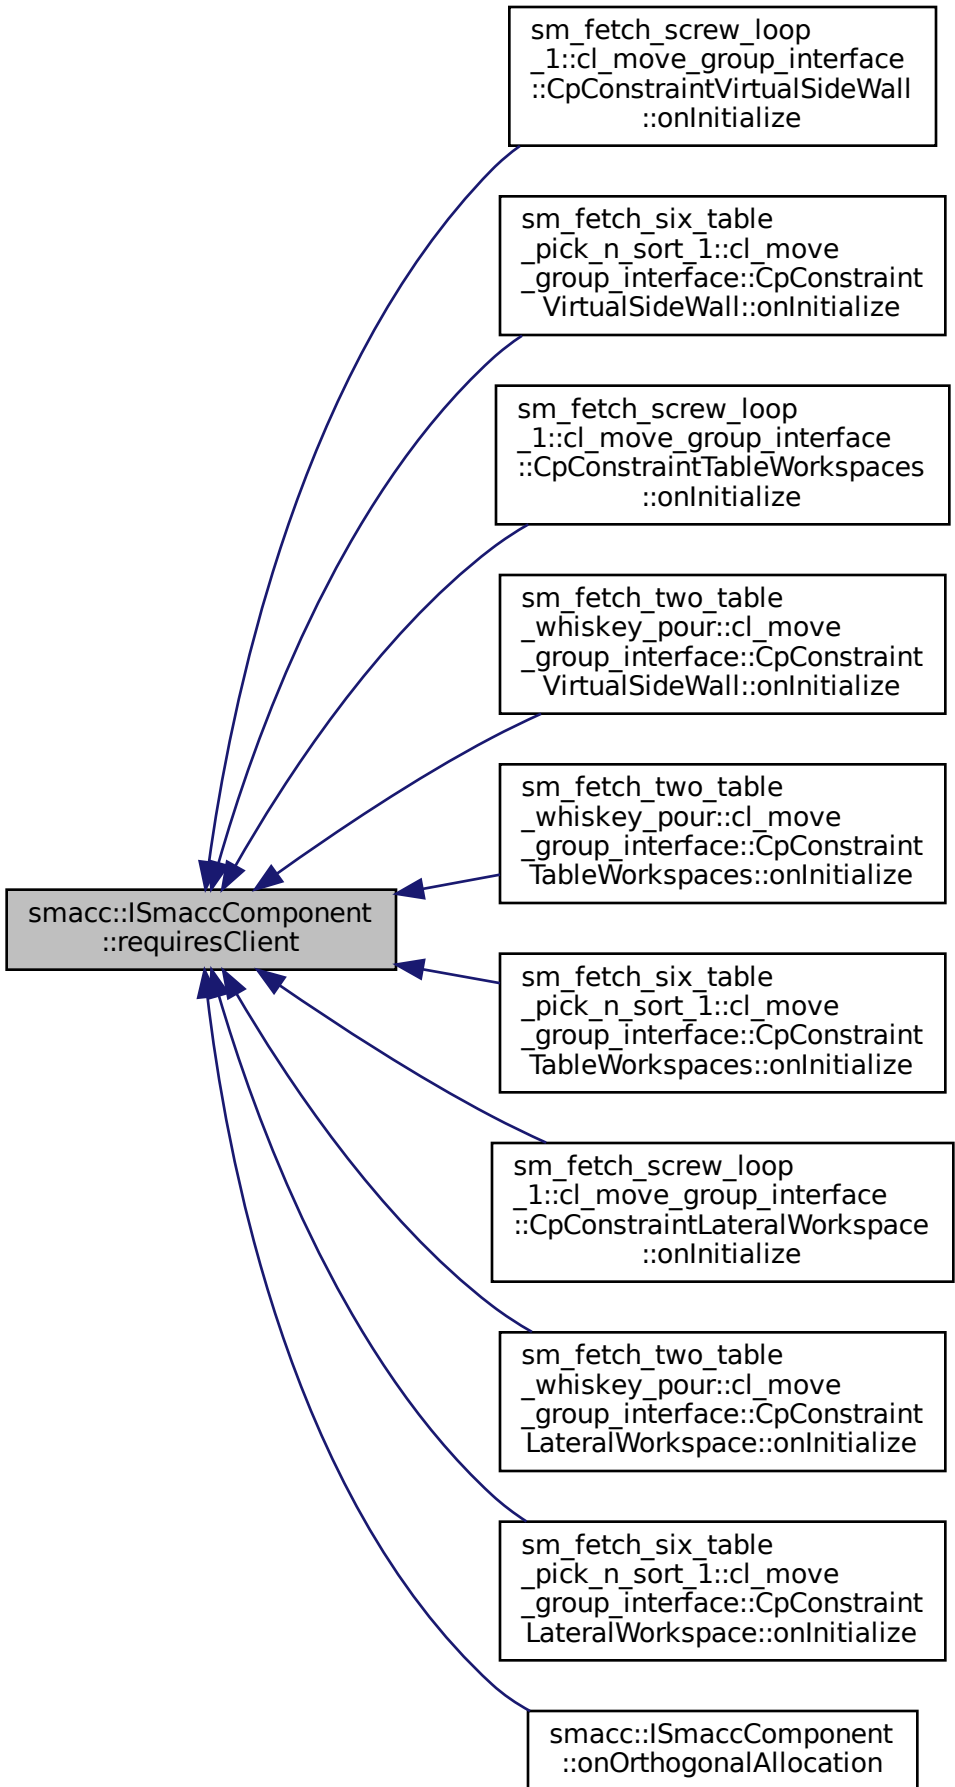 sm_fetch_screw_loop
_1::cl_move_group_interface
::CpConstraintVirtualSideWall
::onInitialize
sm_fetch_six_table
_pick_n_sort_1::cl_move
_group_interface::CpConstraint
VirtualSideWall::onInitialize
sm_fetch_screw_loop
_1::cl_move_group_interface
::CpConstraintTableWorkspaces
::onInitialize
sm_fetch_two_table
_whiskey_pour::cl_move
_group_interface::CpConstraint
VirtualSideWall::onInitialize
sm_fetch_two_table
_whiskey_pour::cl_move
_group_interface::CpConstraint
TableWorkspaces::onInitialize
smacc::ISmaccComponent
::requiresClient
sm_fetch_six_table
_pick_n_sort_1::cl_move
_group_interface::CpConstraint
TableWorkspaces::onInitialize
sm_fetch_screw_loop
_1::cl_move_group_interface
::CpConstraintLateralWorkspace
::onInitialize
sm_fetch_two_table
_whiskey_pour::cl_move
_group_interface::CpConstraint
LateralWorkspace::onInitialize
sm_fetch_six_table
_pick_n_sort_1::cl_move
_group_interface::CpConstraint
LateralWorkspace::onInitialize
smacc::ISmaccComponent
::onOrthogonalAllocation